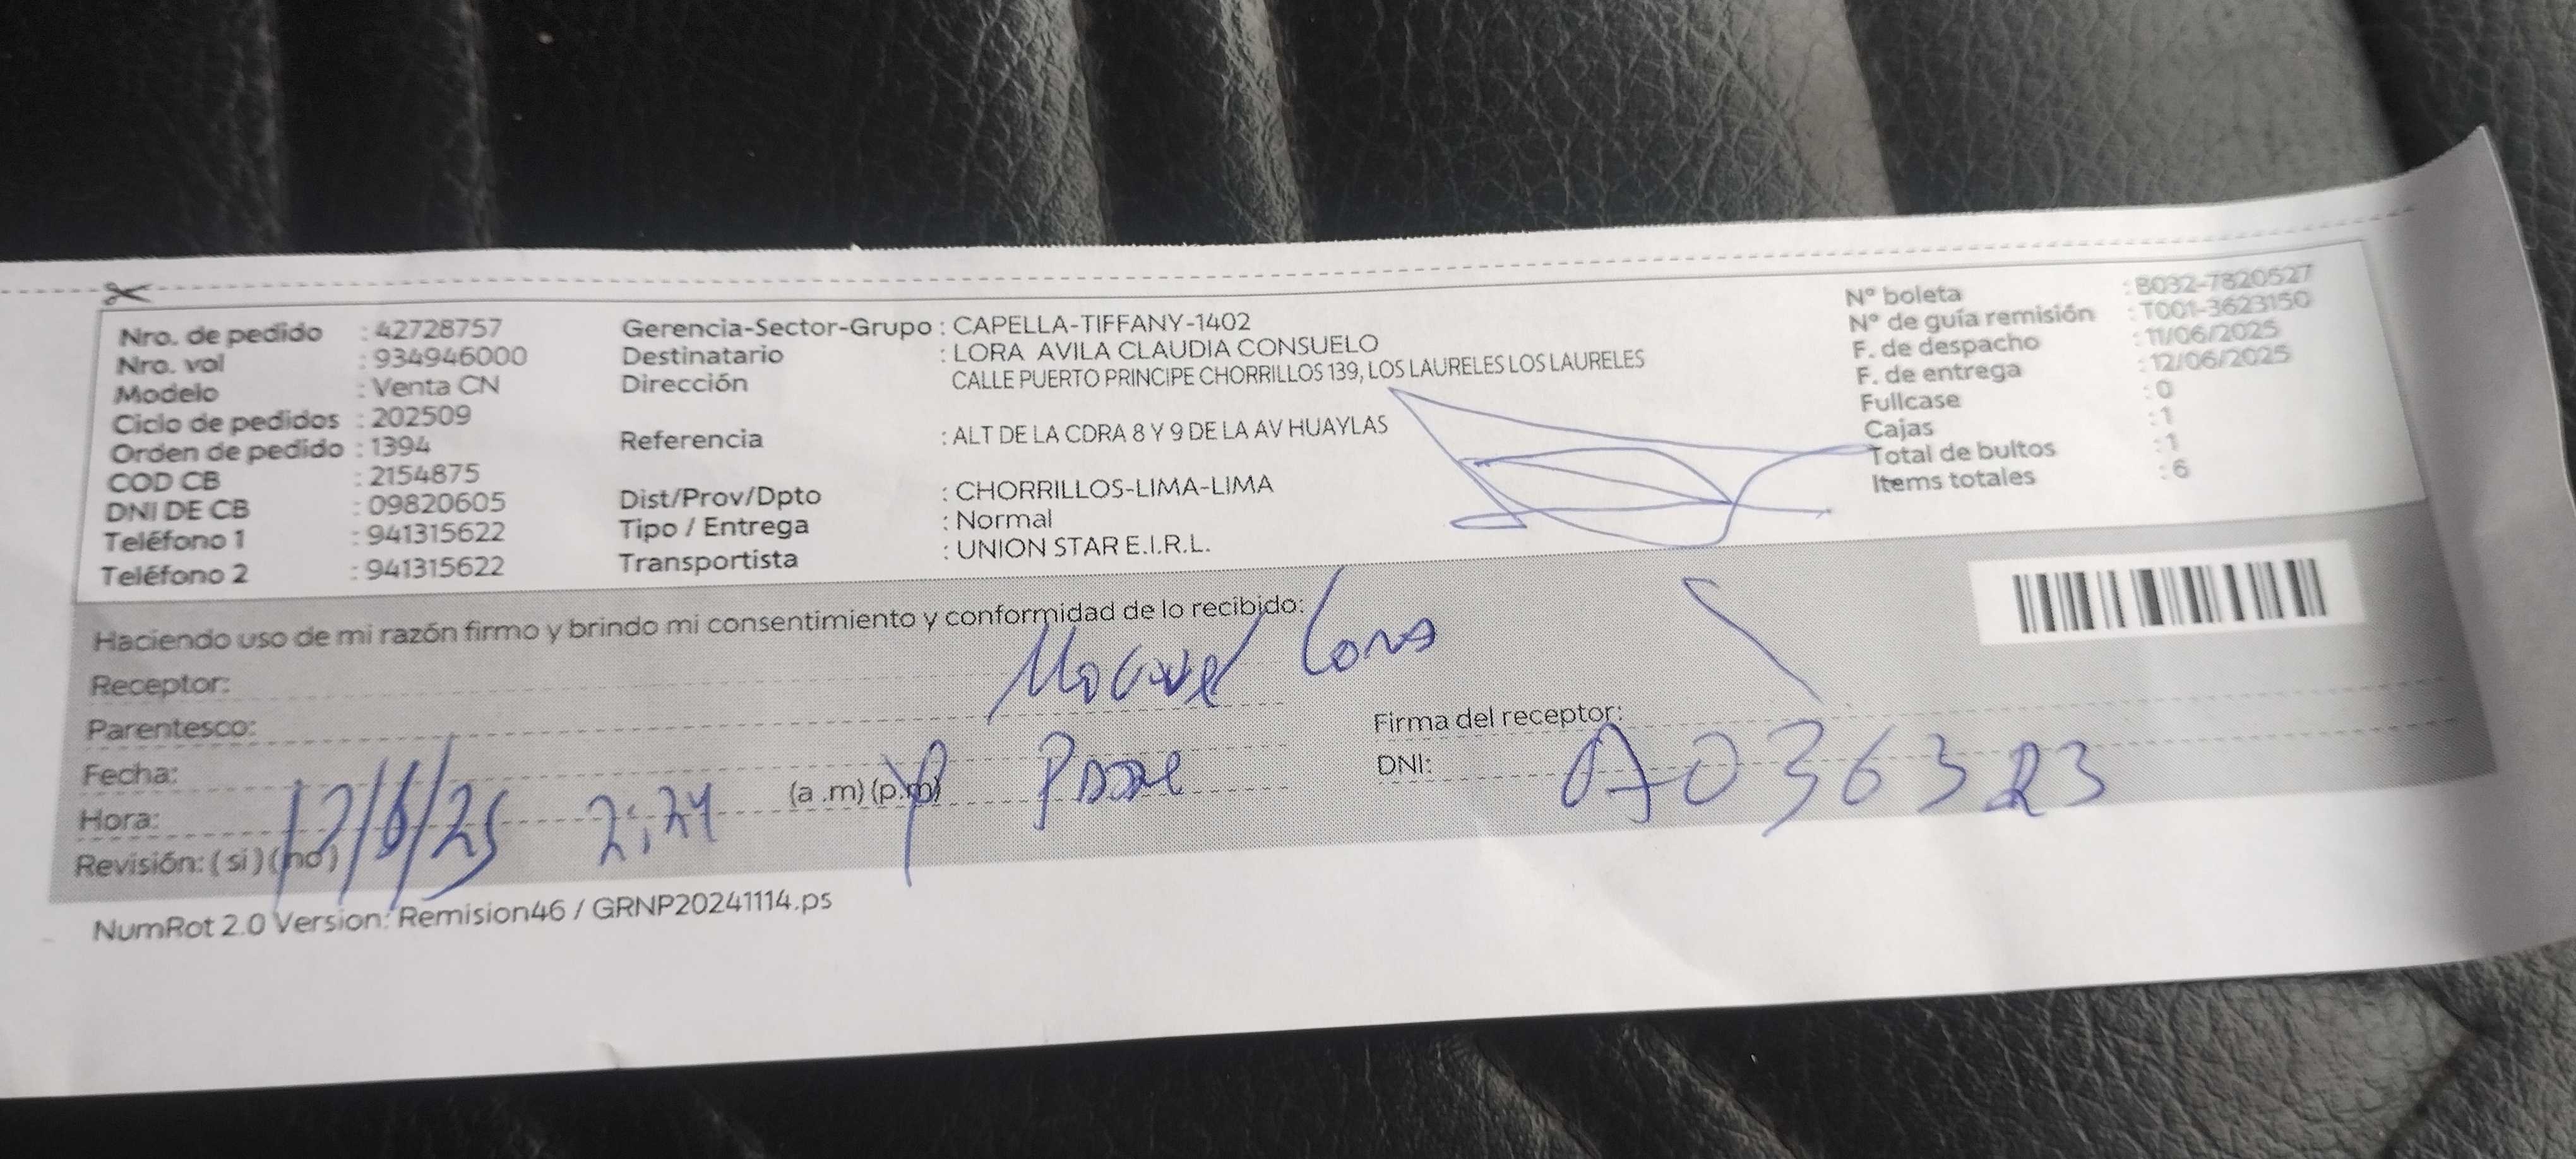 Nro. de pedido : 42728757
Nro. vol : 934946000
Modelo : Venta CN
Ciclo de pedidos : 202509
Orden de pedido : 1394
COD CB : 2154875
DNI DE CB : 09820605
Teléfono 1 : 941315622
Teléfono 2 : 941315622
Gerencia-Sector-Grupo : CAPELLA-TIFFANY-1402
Destinatario : LORA AVILA CLAUDIA CONSUELO
Dirección CALLE PUERTO PRINCIPE CHORRILLOS 139, LOS LAURELES LOS LAURELES
Referencia : ALT DE LA CDRA 8 Y 9 DE LA AV HUAYLAS
Dist/Prov/Dpto : CHORRILLOS-LIMA-LIMA
Tipo / Entrega : Normal
Transportista : UNION STAR E.I.R.L.
N° boleta : B032-7820527
N° de guía remisión : T001-3623150
F. de despacho : 11/06/2025
F. de entrega : 12/06/2025
Fullcase : 0
Cajas : 1
Total de bultos : 1
Items totales : 6
Haciendo uso de mi razón firmo y brindo mi consentimiento y conformidad de lo recibido:
Receptor: Lora
Parentesco:
Fecha: 12/6/25
Hora: 2:24 (a .m) (p.m)
Revisión: ( si ) ( no )
Firma del receptor:
DNI:
NumRot 2.0 Version: Remision46 / GRNP20241114.ps